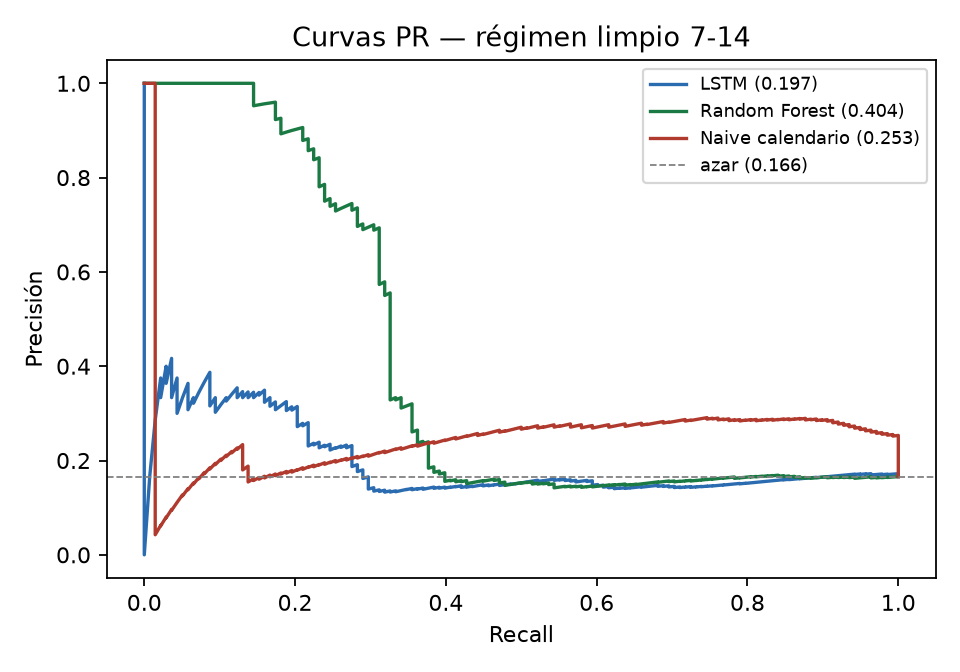 Curvas PR — régimen limpio 7-14
LSTM (0.197)
Random Forest (0.404)
Naive calendario (0.253)
azar (0.166)
Precisión
1.0
0.8
0.6
0.4
0.2
0.0
0.0 0.2 0.4 0.6 0.8 1.0
Recall